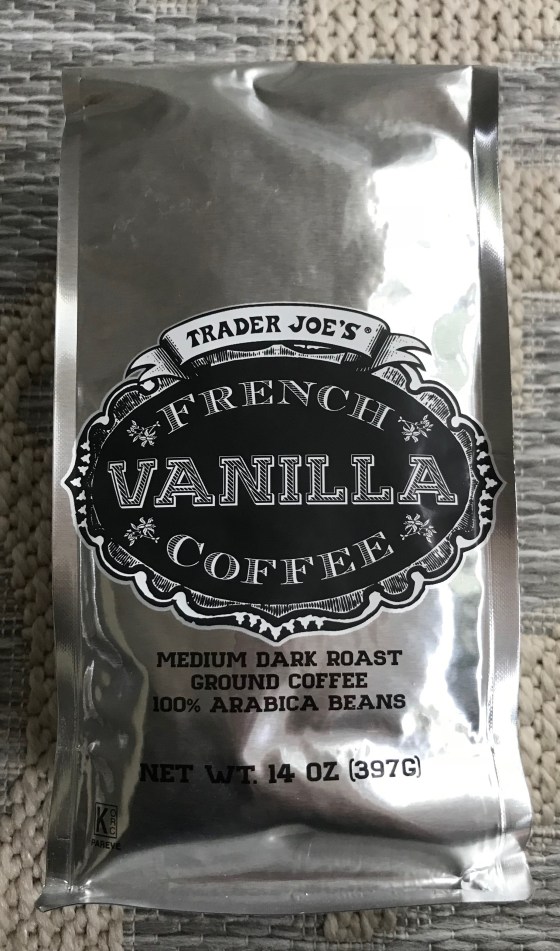 TRADER JOE'S®
FRENCH
VANILLA
COFFEE
MEDIUM DARK ROAST
GROUND COFFEE
100% ARABICA BEANS
NET WT. 14 OZ (397G)
K
ORC
PAREVE